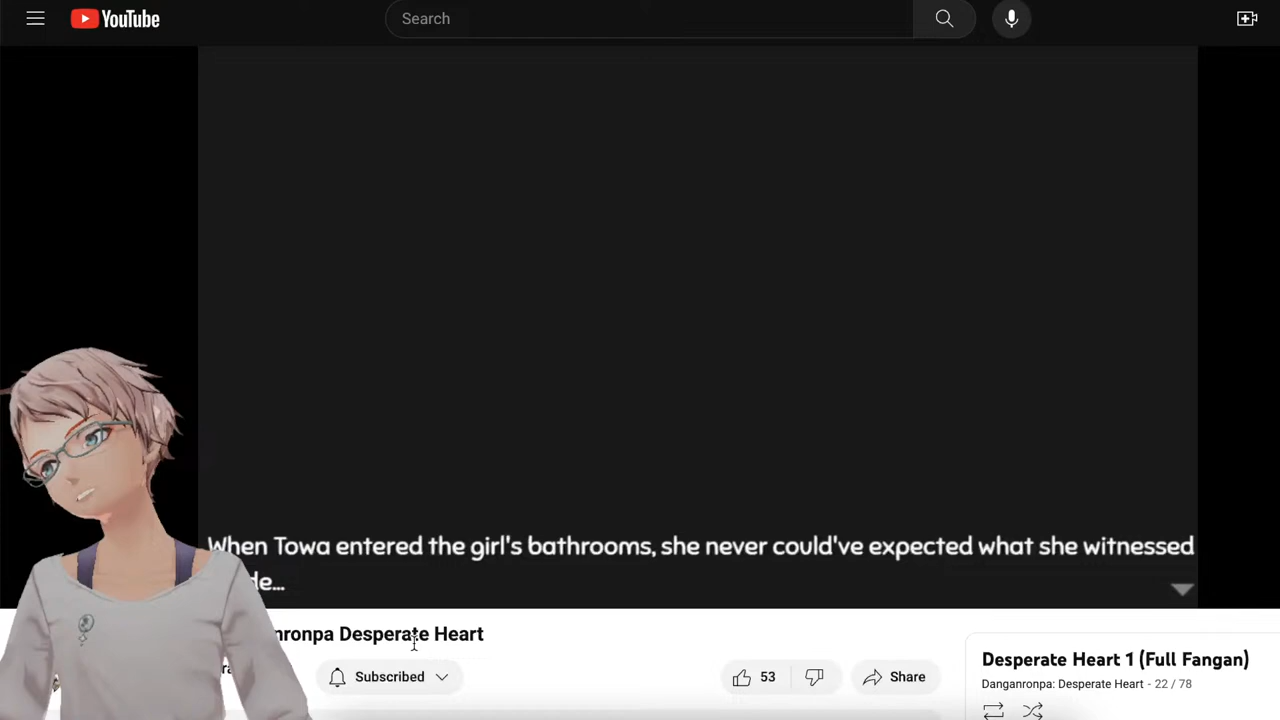 YouTube
Search
When Towa entered the girl's bathrooms, she never could've expected what she witnessed
de...
nronpa Desperate Heart
Subscribed
53
Share
Desperate Heart 1 (Full Fangan)
Danganronpa: Desperate Heart - 22 / 78